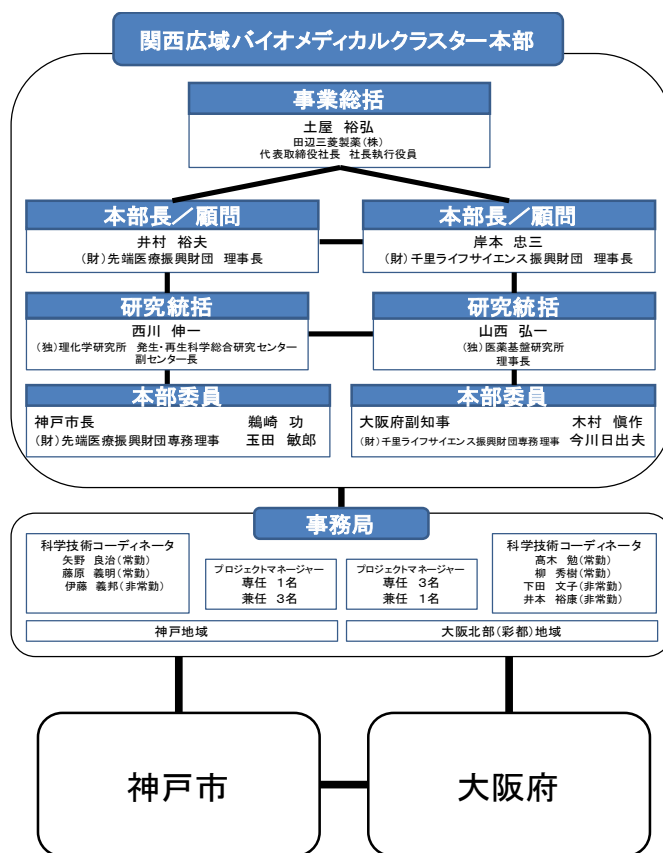 関西広域バイオメディカルクラスター本部
事業総括
土屋 裕弘
田辺三菱製薬(株)
代表取締役社長 社長執行役員
本部長／顧問
井村 裕夫
(財)先端医療振興財団 理事長
本部長／顧問
岸本 忠三
(財)千里ライフサイエンス振興財団 理事長
研究統括
西川 伸一
(独)理化学研究所 発生・再生科学総合研究センター
副センター長
研究統括
山西 弘一
(独)医薬基盤研究所
理事長
本部委員
神戸市長 鵜崎 功
(財)先端医療振興財団専務理事 玉田 敏郎
本部委員
大阪府副知事 木村 愼作
(財)千里ライフサイエンス振興財団専務理事 今川日出夫
事務局
科学技術コーディネータ
矢野 良治(常勤)
藤原 義明(常勤)
伊藤 義邦(非常勤)
プロジェクトマネージャー
専任 1名
兼任 3名
プロジェクトマネージャー
専任 3名
兼任 1名
科学技術コーディネータ
髙木 勉(常勤)
柳 秀樹(常勤)
下田 文子(非常勤)
井本 裕康(非常勤)
神戸地域
大阪北部(彩都)地域
神戸市
大阪府